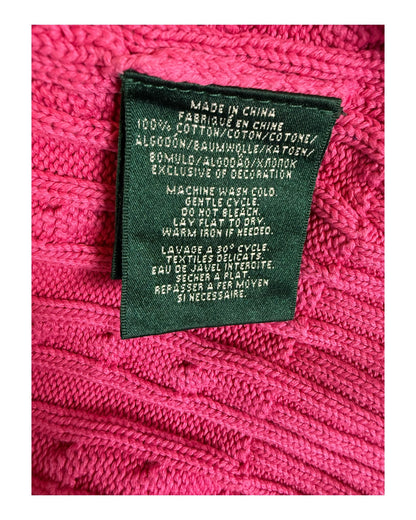 MADE IN CHINA
FABRIQUÉ EN CHINE
100% COTTON/COTON/COTONE/
ALGODÓN/BAUMWOLLE/KATOEN/
BOMULD/ALGODÃO/ХЛОПОК
EXCLUSIVE OF DECORATION
MACHINE WASH COLD.
GENTLE CYCLE.
DO NOT BLEACH.
LAY FLAT TO DRY.
WARM IRON IF NEEDED.
LAVAGE A 30° CYCLE.
TEXTILES DELICATS.
EAU DE JAVEL INTERDITE.
SECHER A PLAT.
REPASSER A FER MOYEN
SI NECESSAIRE.